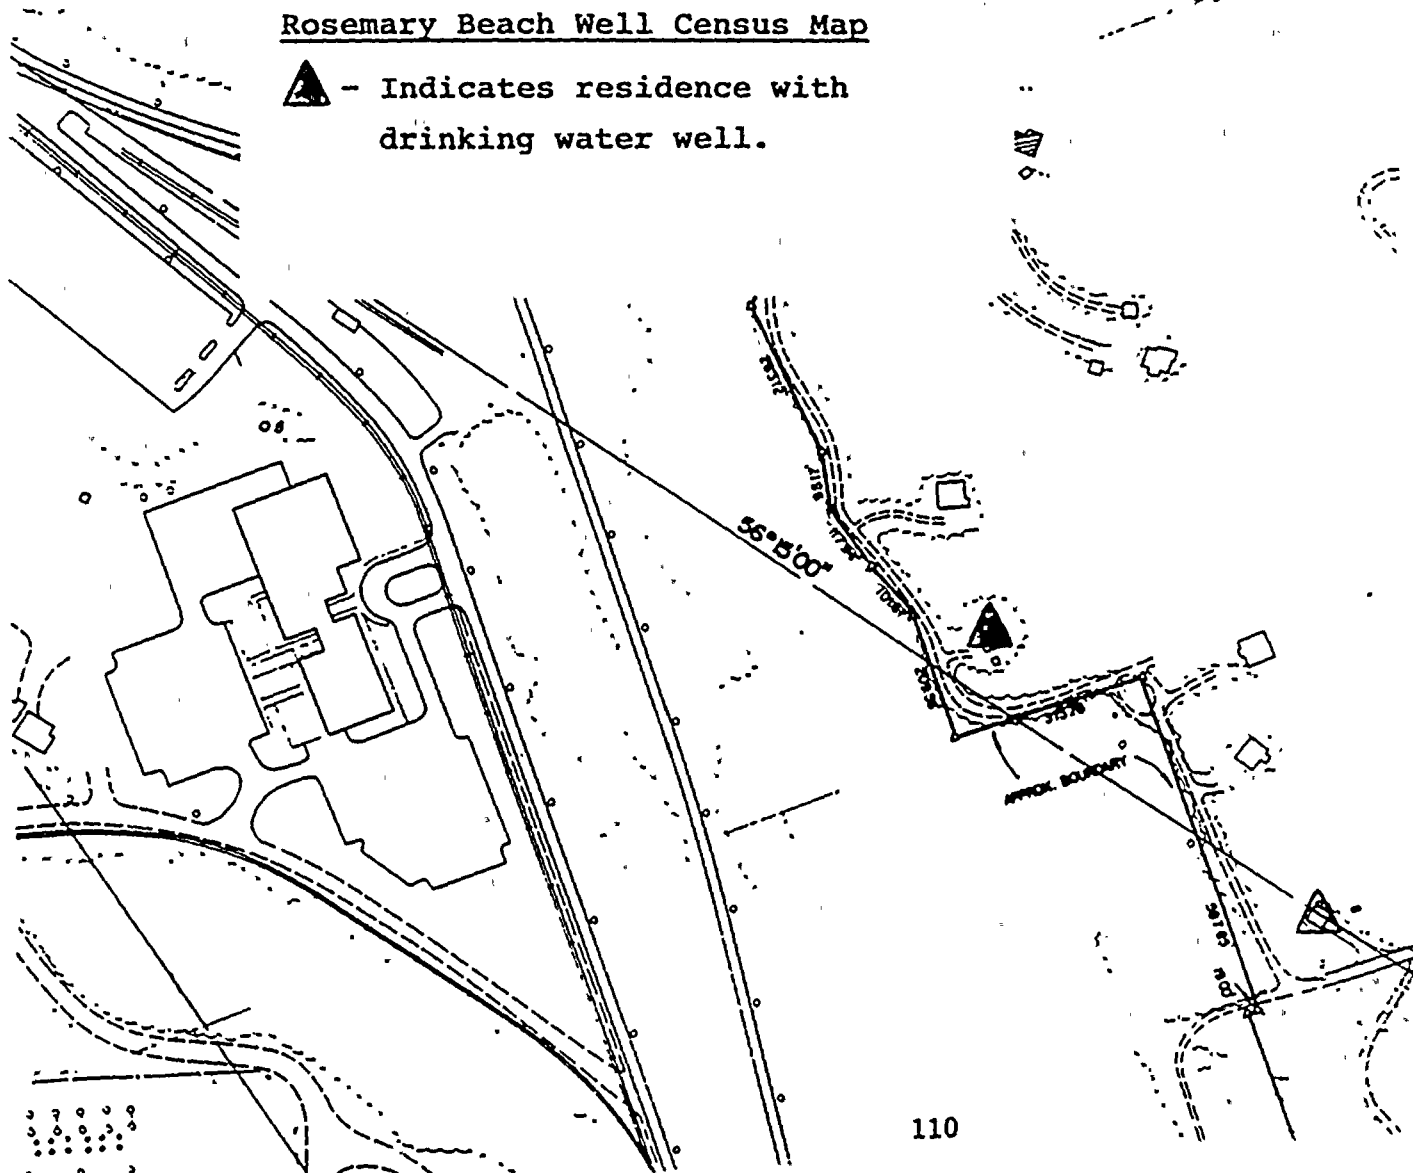 Rosemary Beach Well Census Map
- Indicates residence with
drinking water well.
56°15'00"
APPROX. BOUNDARY
110